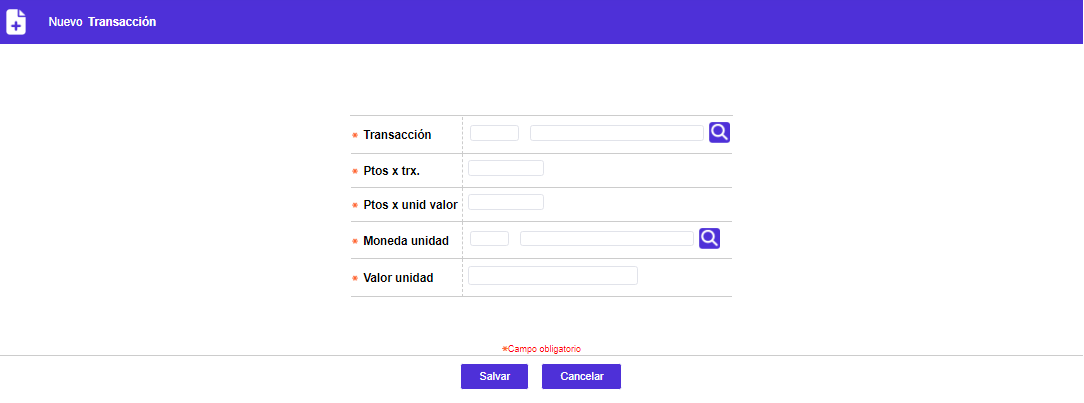 Nuevo Transacción
* Transacción
* Ptos x trx.
* Ptos x unid valor
* Moneda unidad
* Valor unidad
*Campo obligatorio
Salvar Cancelar